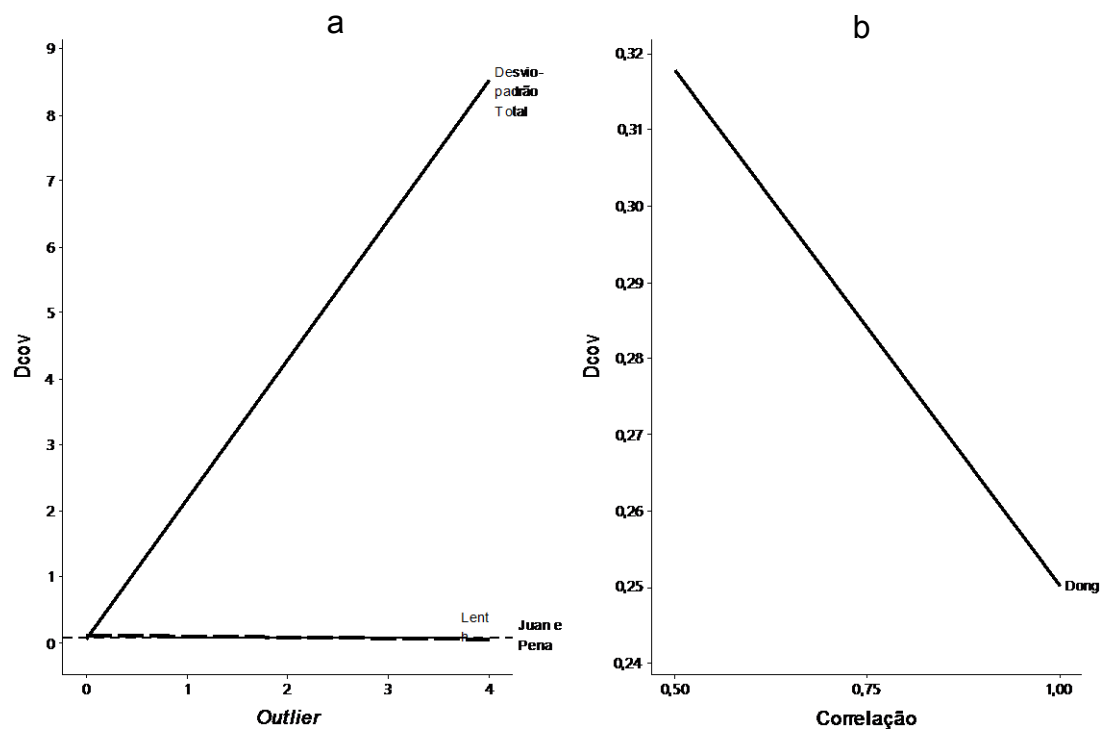 a
9
8
7
6
5
4
3
2
1
0
Dcov
Desvio-
padrão
Total
Lent
h
Juan e
Pena
0 1 2 3 4
Outlier
b
0,32
0,31
0,30
0,29
0,28
0,27
0,26
0,25
0,24
Dcov
Dong
0,50 0,75 1,00
Correlação